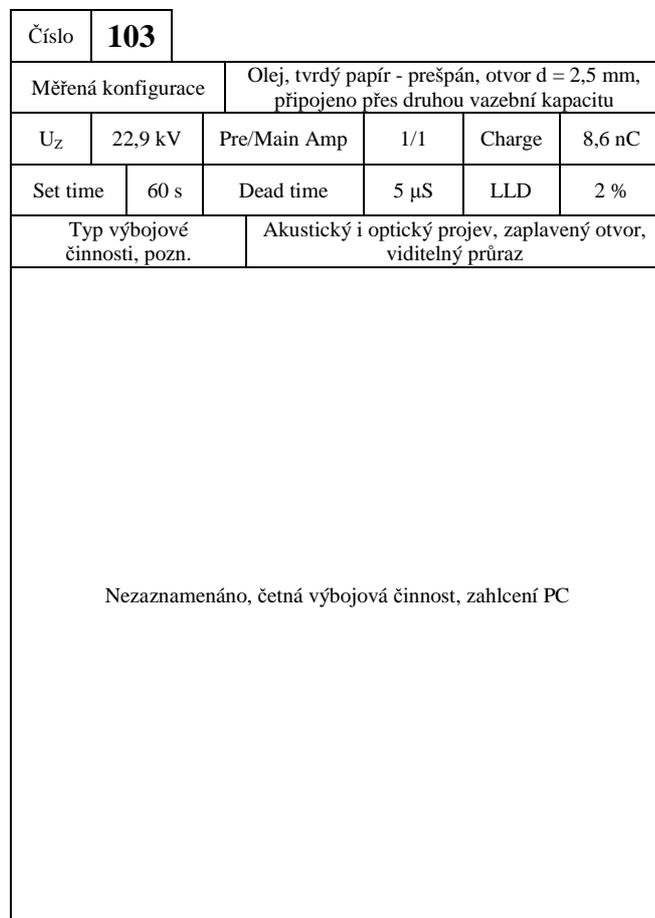 Číslo 103
Měřená konfigurace Olej, tvrdý papír - prešpán, otvor d = 2,5 mm,
připojeno přes druhou vazební kapacitu
UZ 22,9 kV Pre/Main Amp 1/1 Charge 8,6 nC
Set time 60 s Dead time 5 μS LLD 2 %
Typ výbojové
činnosti, pozn.
Akustický i optický projev, zaplavený otvor,
viditelný průraz
Nezaznamenáno, četná výbojová činnost, zahlcení PC